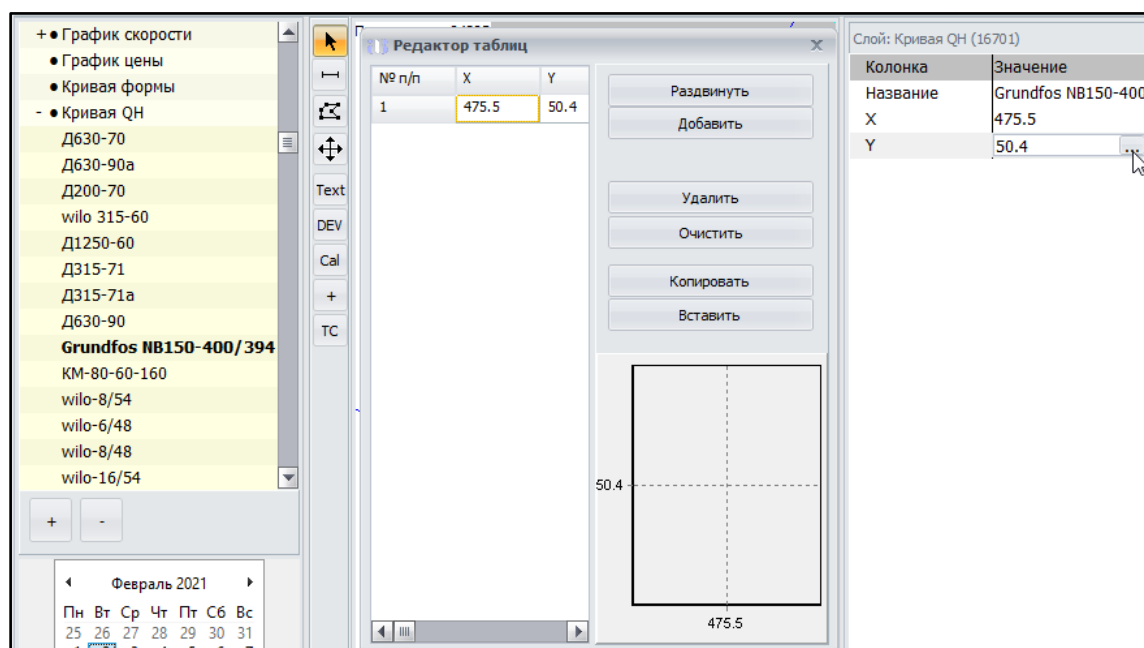 + ● График скорости
● График цены
● Кривая формы
- ● Кривая QH
Д630-70
Д630-90а
Д200-70
wilo 315-60
Д1250-60
Д315-71
Д315-71а
Д630-90
Grundfos NB150-400/394
КМ-80-60-160
wilo-8/54
wilo-6/48
wilo-8/48
wilo-16/54
+ -
Февраль 2021
Пн Вт Ср Чт Пт Сб Вс
25 26 27 28 29 30 31
Text
DEV
Cal
+
TC
Редактор таблиц x
№ п/п X Y
1 475.5 50.4
Раздвинуть
Добавить
Удалить
Очистить
Копировать
Вставить
50.4
475.5
Слой: Кривая QH (16701)
Колонка Значение
Название Grundfos NB150-400
X 475.5
Y 50.4 ...